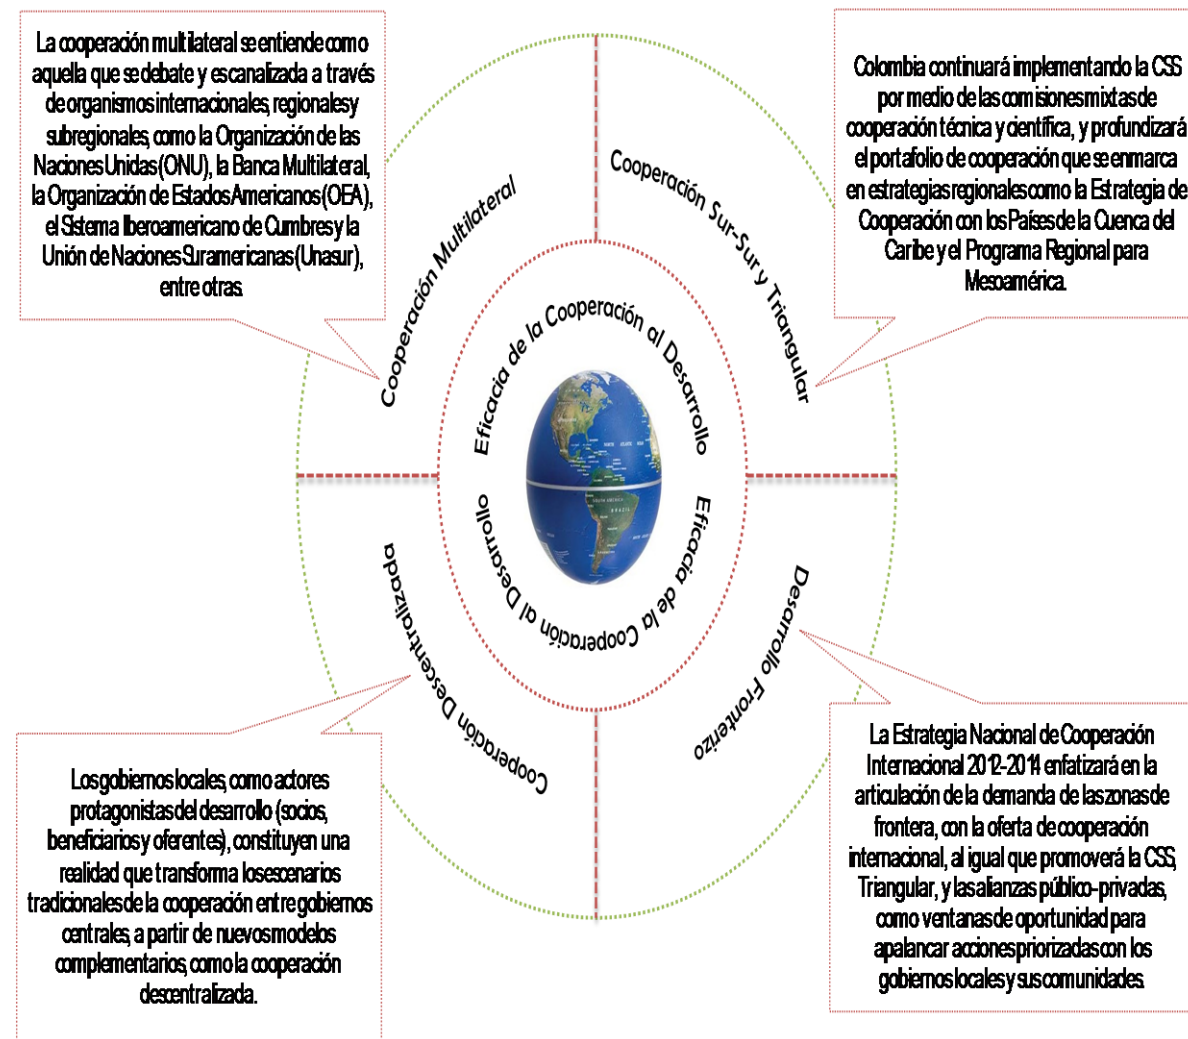 La cooperación multilateral se entiende como
aquella que se debate y es canalizada a través
de organismos internacionales, regionales y
subregionales, como la Organización de las
Naciones Unidas (ONU), la Banca Multilateral,
la Organización de Estados Americanos (OEA),
el Sistema Iberoamericano de Cumbres y la
Unión de Naciones Suramericanas (Unasur),
entre otras.
Colombia continuará implementando la CSS
por medio de las comisiones mixtas de
cooperación técnica y científica, y profundizará
el portafolio de cooperación que se enmarca
en estrategias regionales como la Estrategia de
Cooperación con los Países de la Cuenca del
Caribe y el Programa Regional para
Mesoamérica.
Cooperación Multilateral
Cooperación Sur-Sur y Triangular
Eficacia de la Cooperación al Desarrollo
Eficacia de la Cooperación al Desarrollo
Cooperación Descentralizada
Desarrollo Fronterizo
Los gobiernos locales, como actores
protagonistas del desarrollo (socios,
beneficiarios y oferentes), constituyen una
realidad que transforma los escenarios
tradicionales de la cooperación entre gobiernos
centrales, a partir de nuevos modelos
complementarios, como la cooperación
descentralizada.
La Estrategia Nacional de Cooperación
Internacional 2012-2014 enfatizará en la
articulación de la demanda de las zonas de
frontera, con la oferta de cooperación
internacional, al igual que promoverá la CSS,
Triangular, y las alianzas público-privadas,
como ventanas de oportunidad para
apalancar acciones priorizadas con los
gobiernos locales y sus comunidades.